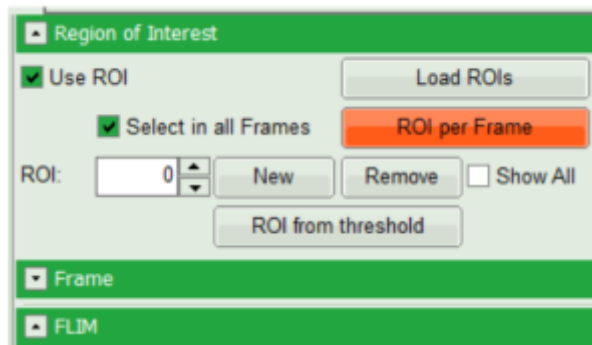 Region of Interest
Use ROI Load ROIs
Select in all Frames ROI per Frame
ROI: 0 New Remove Show All
ROI from threshold
Frame
FLIM